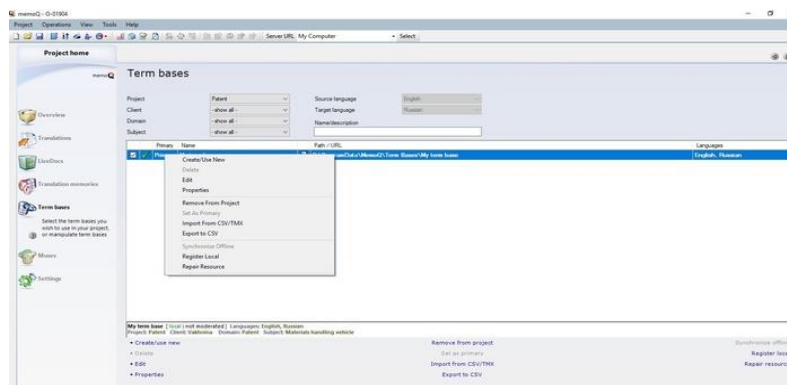 memoQ - G-01904
Project Operations View Tools Help
Server URL My Computer Select
Project home
memoQ
Term bases
Project Patent Source language English
Client - show all - Target language Russian
Domain - show all - Name/description
Subject - show all -
Overview
Translations
LiveDocs
Translation memories
Term bases
Select the term bases you wish to use in your project, or manipulate term bases
Muses
Settings
Primary Name Path / URL Languages
My term base English, Russian
Create/Use New
Delete
Edit
Properties
Remove From Project
Set As Primary
Import From CSV/TMX
Export to CSV
Synchronize Offline
Register Local
Repair Resource
My term base [local | not moderated] Languages: English, Russian
Project: Patent Client: Domain: Patent Subject: Materials handling vehicle
Create/use new Remove from project Synchronize
Delete Set as primary Register
Edit Import from CSV/TMX Repair
Properties Export to CSV